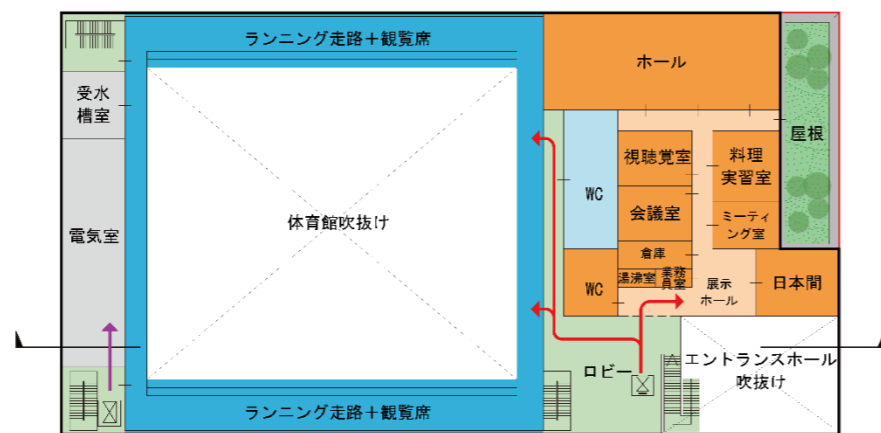 ランニング走路＋観覧席
ホール
受水
槽室
屋根
視聴覚室
料理
実習室
WC
会議室
体育館吹抜け
ミーティ
ング室
電気室
倉庫
湯沸室
業務
員室
展示
ホール
日本間
WC
ロビー
エントランスホール
吹抜け
ランニング走路＋観覧席